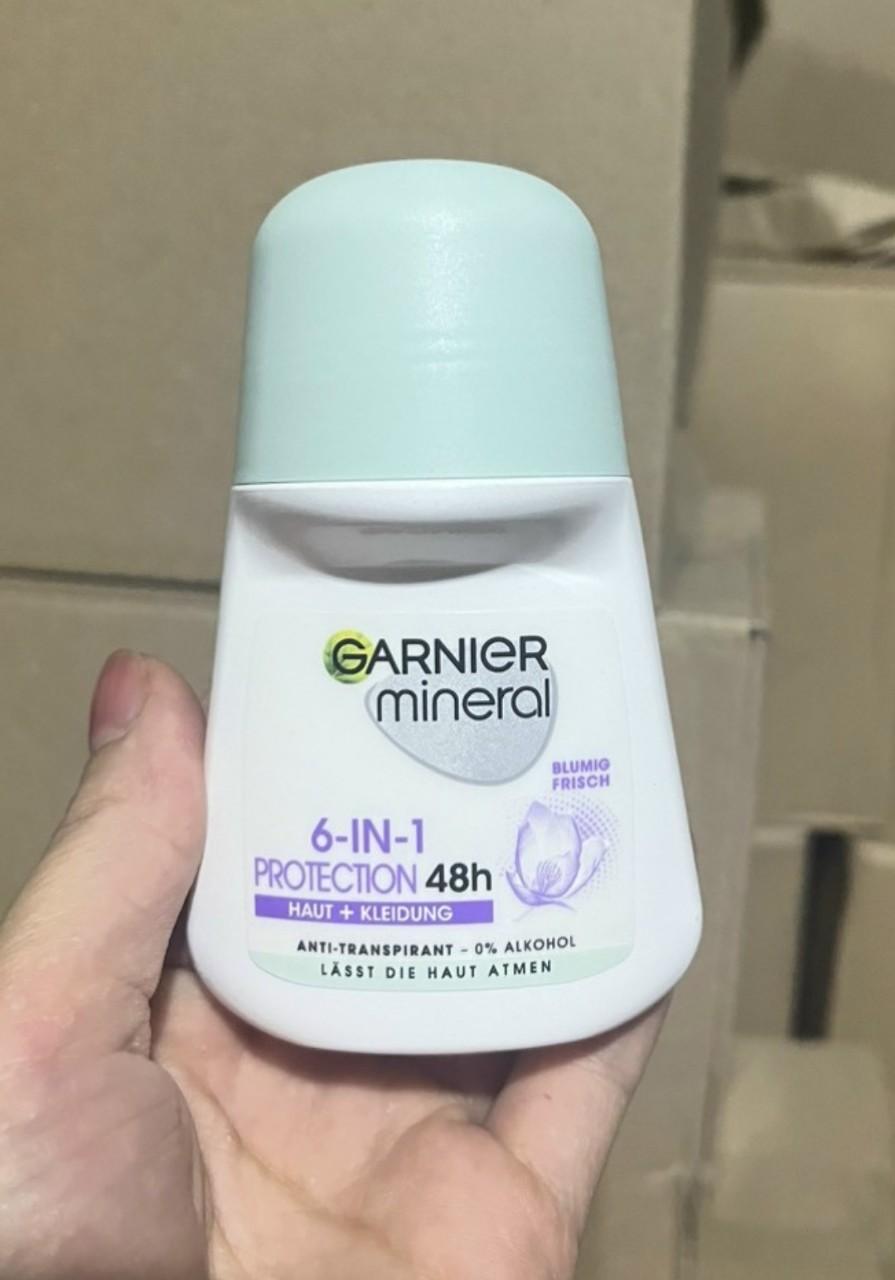 GARNIER
mineral
BLUMIG
FRISCH
6-IN-1
PROTECTION 48h
HAUT + KLEIDUNG
ANTI-TRANSPIRANT – 0% ALKOHOL
LÄSST DIE HAUT ATMEN